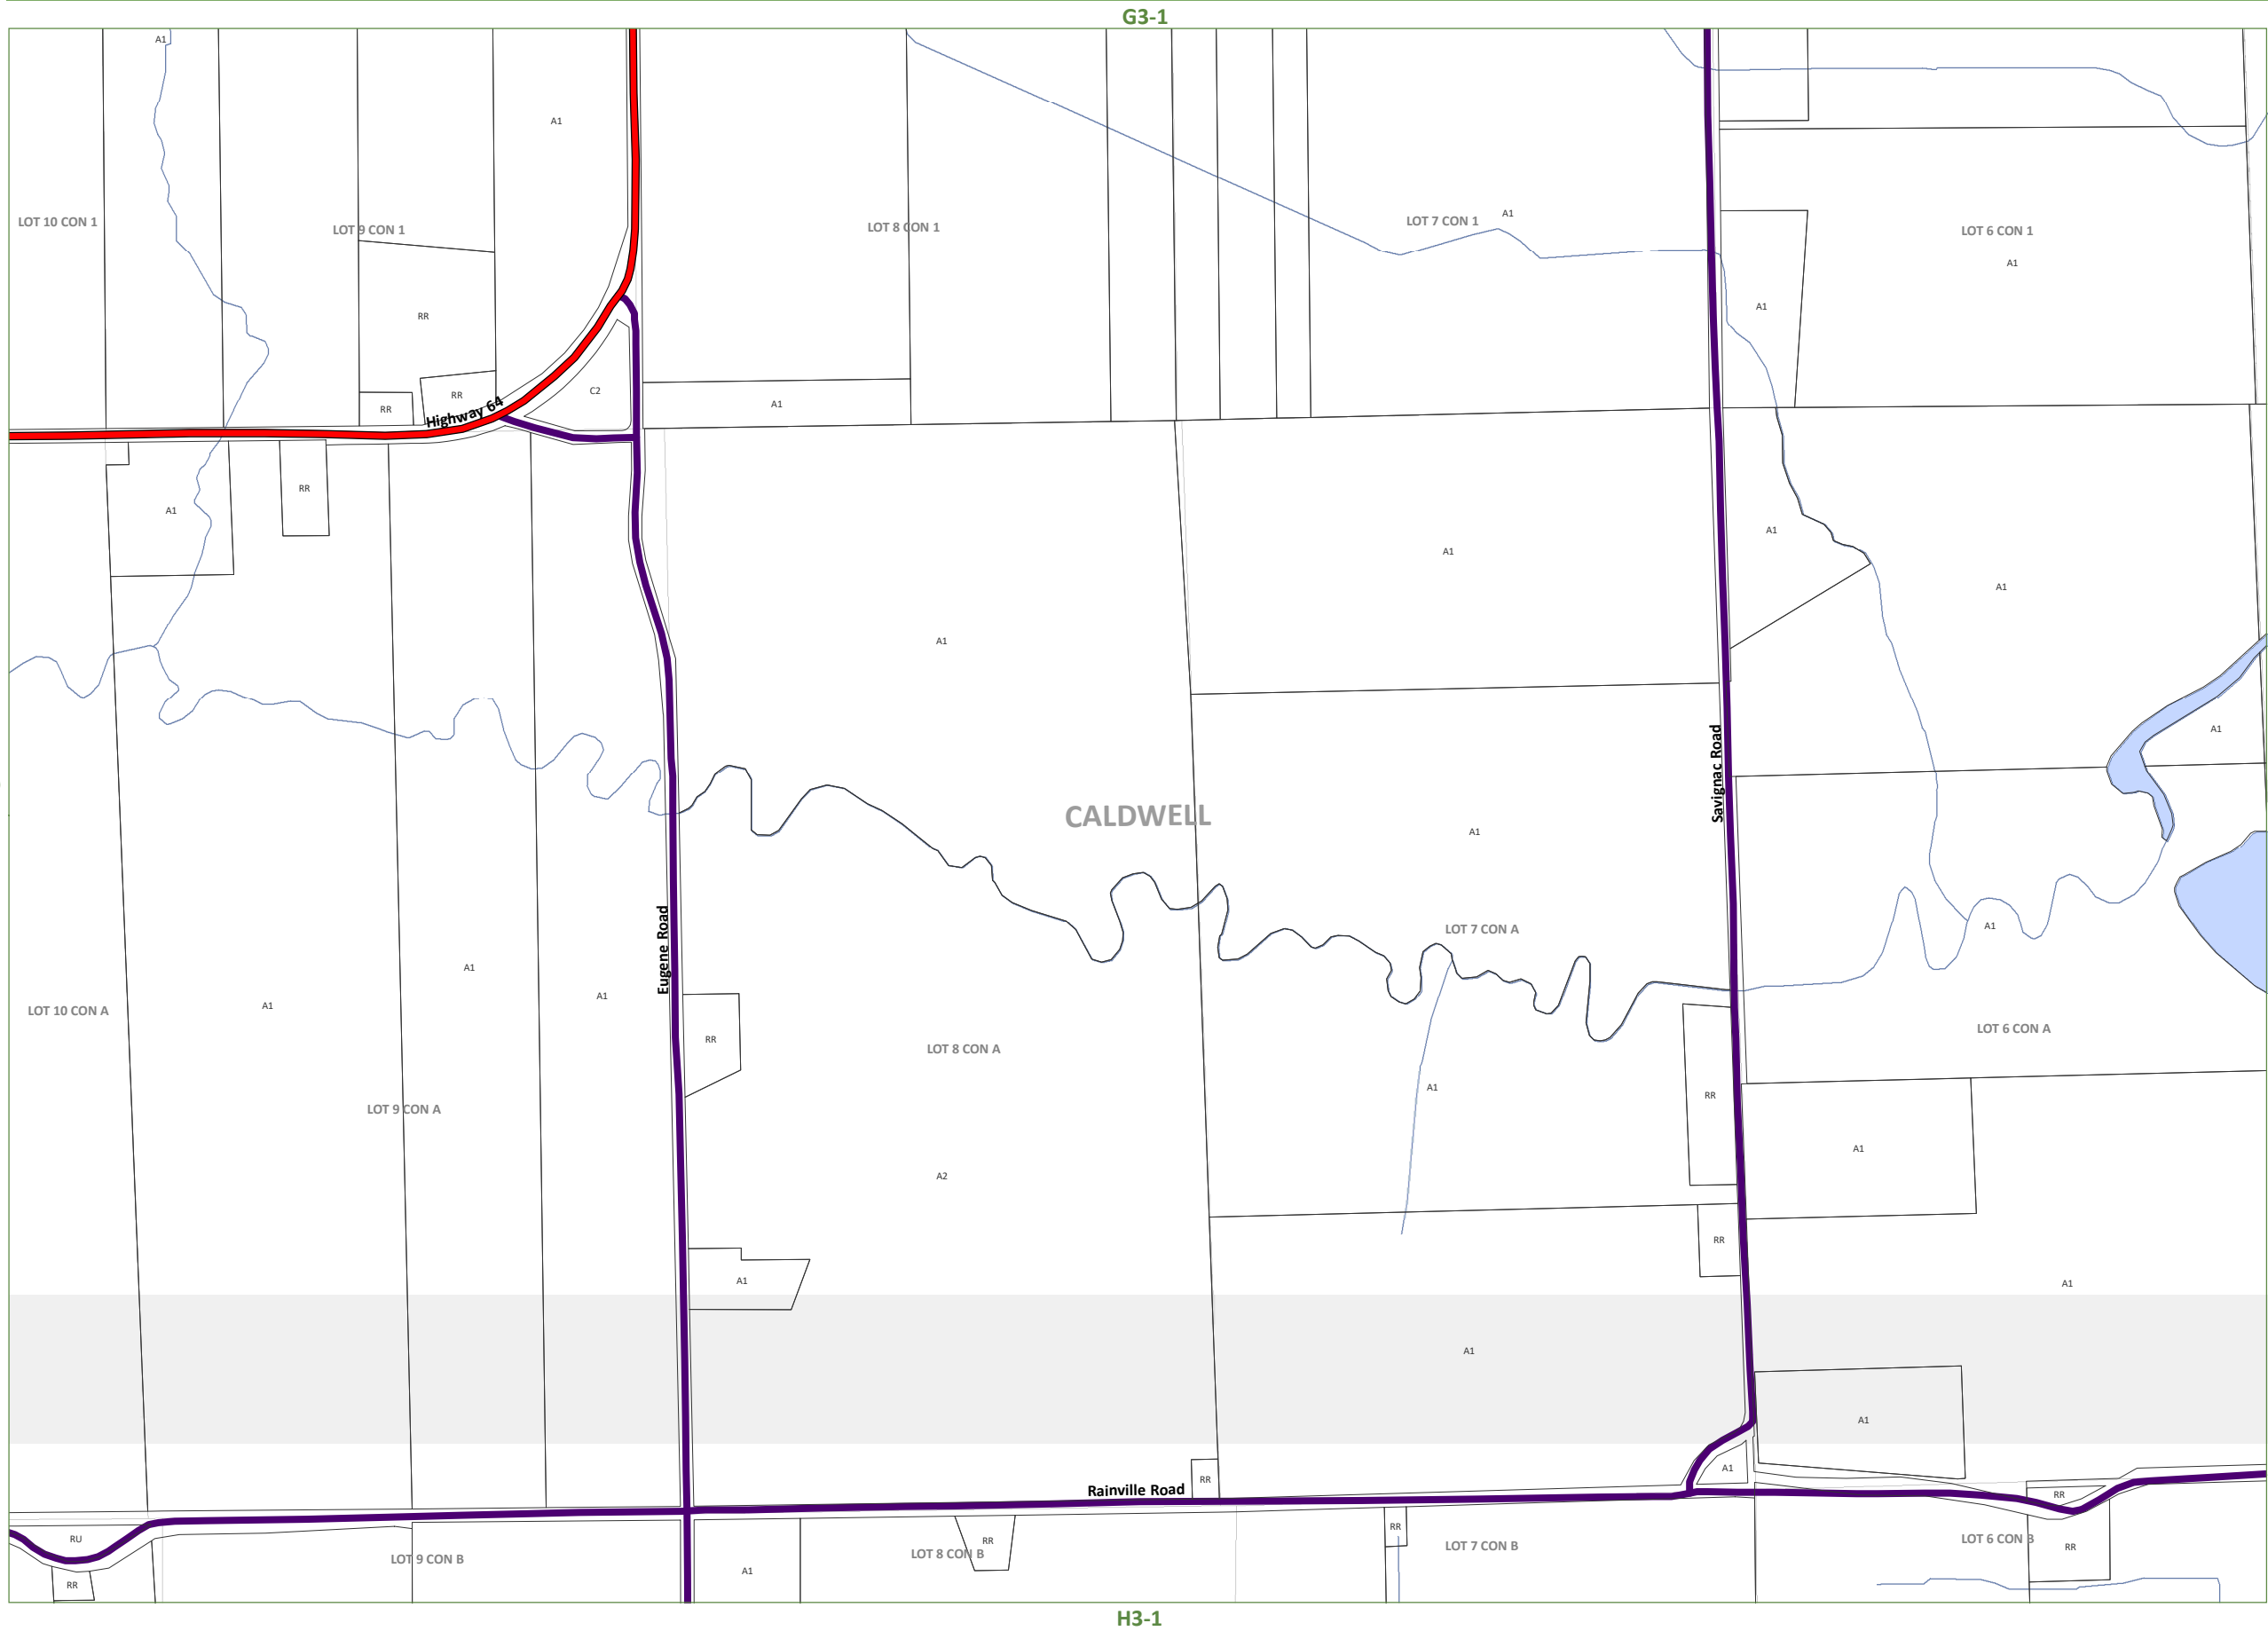 G3-1
A1
A1
LOT 10 CON 1
LOT 9 CON 1
LOT 8 CON 1
LOT 7 CON 1
A1
LOT 6 CON 1
A1
A1
RR
C2
RR
RR
Highway 64
A1
RR
A1
A1
A1
A1
A1
A1
Savignac Road
CALDWELL
A1
LOT 7 CON A
A1
Eugene Road
A1
A1
A1
LOT 10 CON A
LOT 6 CON A
RR
LOT 8 CON A
A1
RR
LOT 9 CON A
A1
A2
RR
A1
A1
A1
A1
A1
RR
Rainville Road
RR
RR
RU
LOT 9 CON B
LOT 8 CON B
RR
LOT 7 CON B
LOT 6 CON B
RR
A1
RR
H3-1